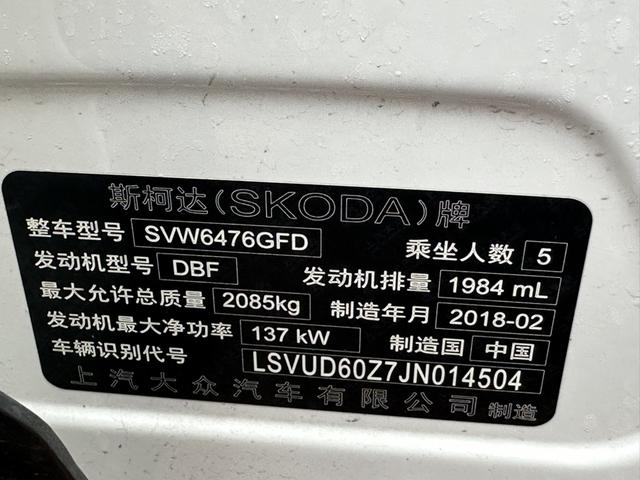 斯柯达(SKODA)牌
整车型号 SVW6476GFD 乘坐人数 5
发动机型号 DBF 发动机排量 1984 mL
最大允许总质量 2085kg 制造年月 2018-02
发动机最大净功率 137 kW 制造国 中国
车辆识别代号 LSVUD60Z7JN014504
上汽大众汽车有限公司 制造